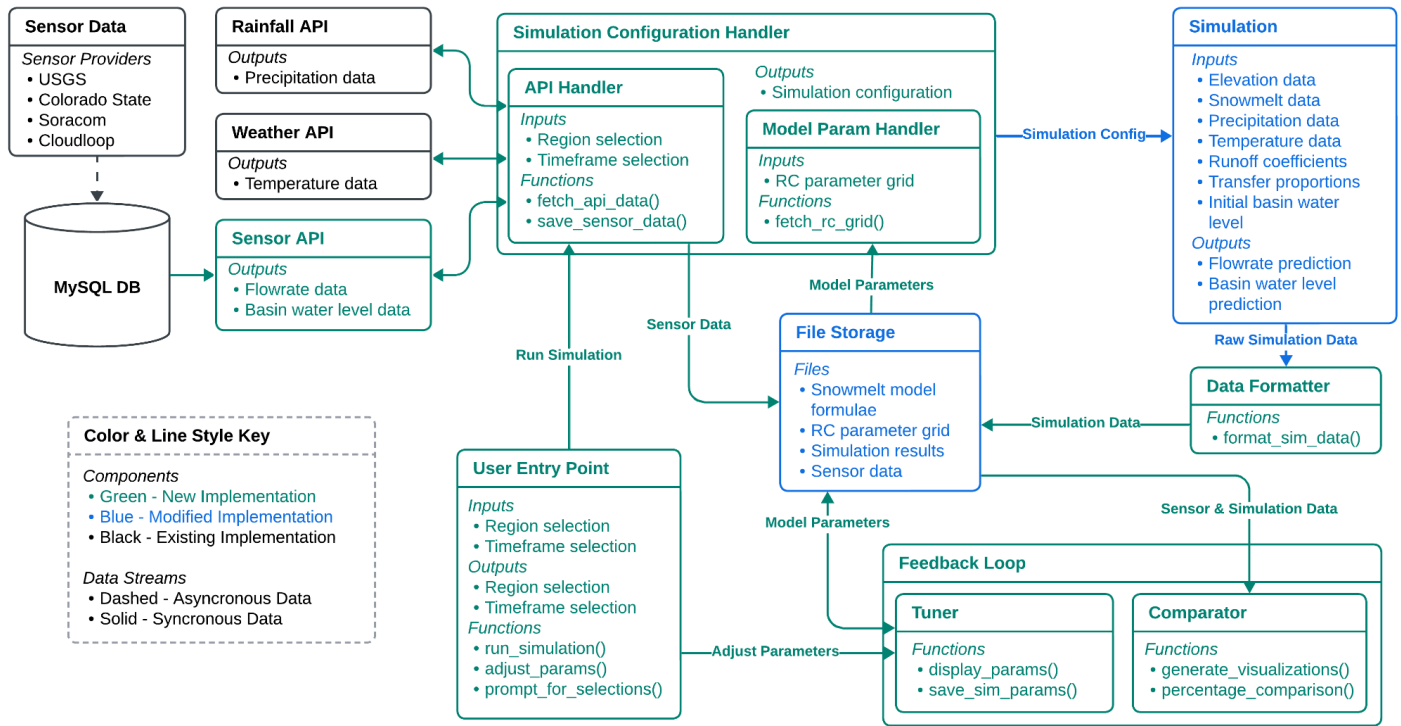 Sensor Data
Sensor Providers
• USGS
• Colorado State
• Soracom
• Cloudloop
MySQL DB
Rainfall API
Outputs
• Precipitation data
Weather API
Outputs
• Temperature data
Sensor API
Outputs
• Flowrate data
• Basin water level data
Simulation Configuration Handler
API Handler
Inputs
• Region selection
• Timeframe selection
Functions
• fetch_api_data()
• save_sensor_data()
Outputs
• Simulation configuration
Model Param Handler
Inputs
• RC parameter grid
Functions
• fetch_rc_grid()
Simulation Config
Simulation
Inputs
• Elevation data
• Snowmelt data
• Precipitation data
• Temperature data
• Runoff coefficients
• Transfer proportions
• Initial basin water
level
Outputs
• Flowrate prediction
• Basin water level
prediction
Raw Simulation Data
Data Formatter
Functions
• format_sim_data()
Simulation Data
Model Parameters
Sensor Data
Run Simulation
File Storage
Files
• Snowmelt model
formulae
• RC parameter grid
• Simulation results
• Sensor data
Color & Line Style Key
Components
• Green - New Implementation
• Blue - Modified Implementation
• Black - Existing Implementation
Data Streams
• Dashed - Asyncronous Data
• Solid - Syncronous Data
User Entry Point
Inputs
• Region selection
• Timeframe selection
Outputs
• Region selection
• Timeframe selection
Functions
• run_simulation()
• adjust_params()
• prompt_for_selections()
Model Parameters
Sensor & Simulation Data
Adjust Parameters
Feedback Loop
Tuner
Functions
• display_params()
• save_sim_params()
Comparator
Functions
• generate_visualizations()
• percentage_comparison()